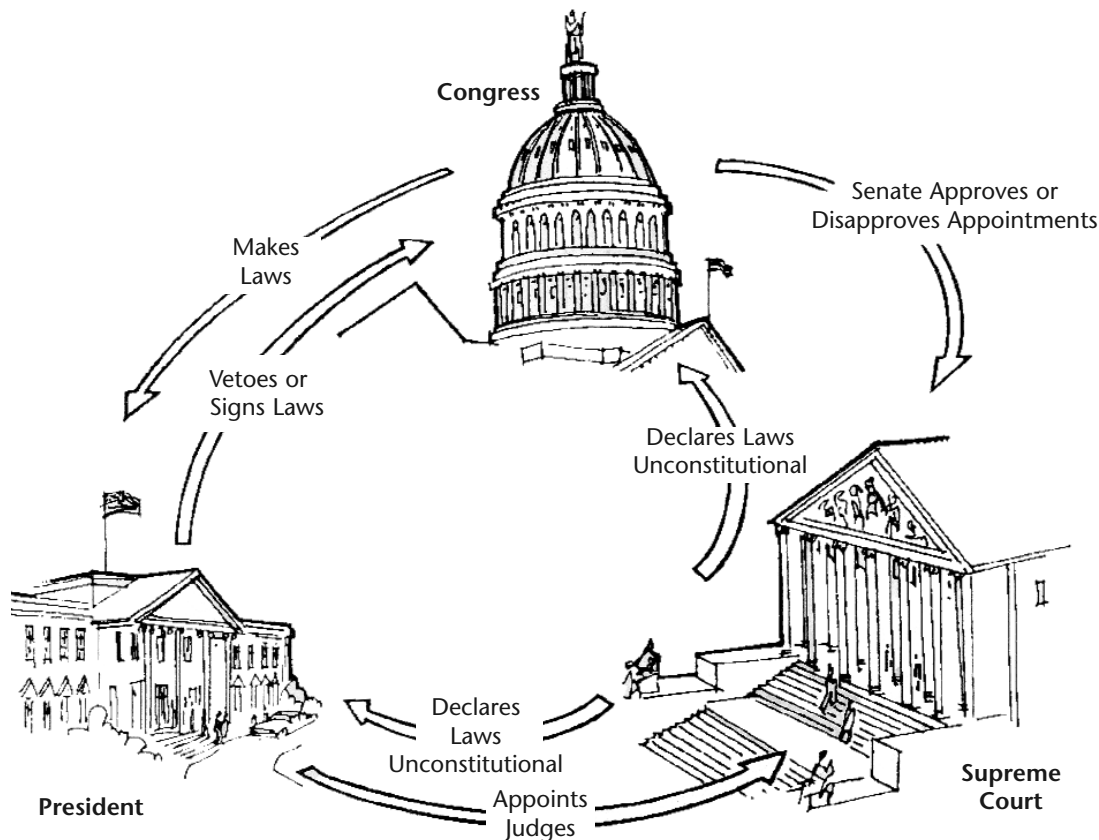 Congress
Senate Approves or
Disapproves Appointments
Makes
Laws
Vetoes or
Signs Laws
Declares Laws
Unconstitutional
Declares
Laws
Unconstitutional
Appoints
Judges
President
Supreme
Court